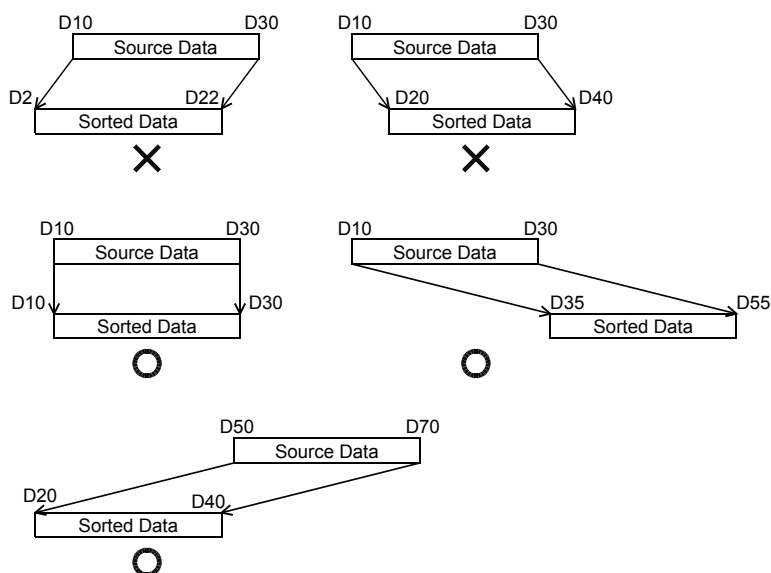 D10 D30 D10 D30
Source Data Source Data
D2 D22 D20 D40
Sorted Data Sorted Data
D10 D30 D10 D30
Source Data Source Data
D10 D30 D35 D55
Sorted Data Sorted Data
D50 D70
Source Data
D20 D40
Sorted Data